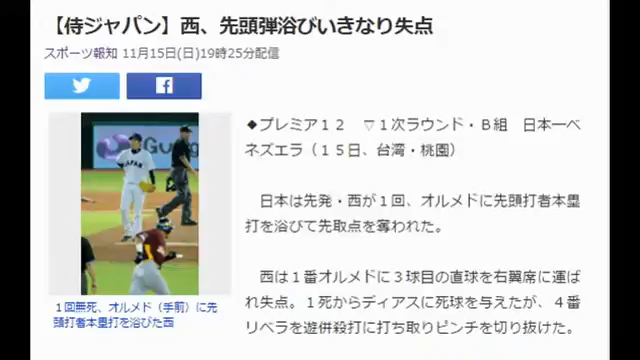 【侍ジャパン】西、先頭弾浴びいきなり失点
スポーツ報知 11月15日(日)19時25分配信
◆プレミア１２　▽１次ラウンド・Ｂ組　日本―ベ
ネズエラ（１５日、台湾・桃園）
日本は先発・西が１回、オルメドに先頭打者本塁
打を浴びて先取点を奪われた。
西は１番オルメドに３球目の直球を右翼席に運ば
れ失点。１死からディアスに死球を与えたが、４番
リベラを遊併殺打に打ち取りピンチを切り抜けた。
１回無死、オルメド（手前）に先
頭打者本塁打を浴びた西